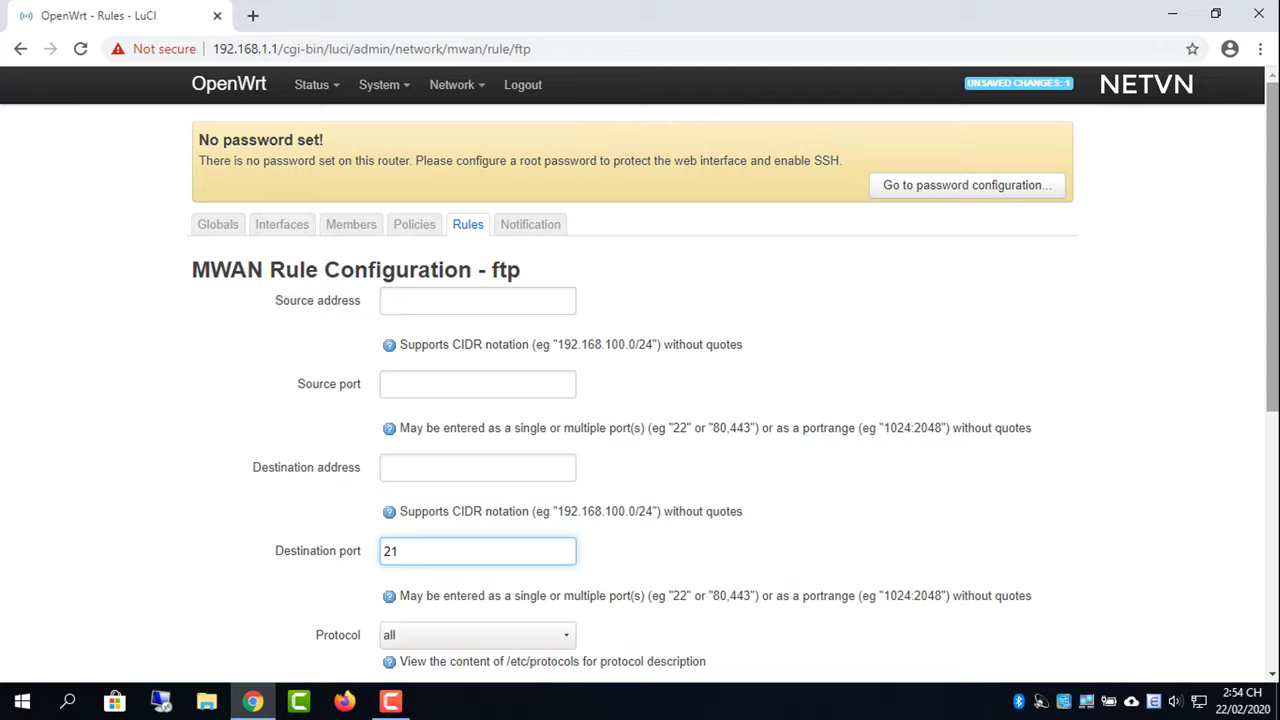 OpenWrt - Rules - LuCI
Not secure
192.168.1.1/cgi-bin/luci/admin/network/mwan/rule/ftp
OpenWrt
Status
System
Network
Logout
UNSAVED CHANGES: 1
NETVN
No password set!
There is no password set on this router. Please configure a root password to protect the web interface and enable SSH.
Go to password configuration...
Globals
Interfaces
Members
Policies
Rules
Notification
MWAN Rule Configuration - ftp
Source address
Supports CIDR notation (eg "192.168.100.0/24") without quotes
Source port
May be entered as a single or multiple port(s) (eg "22" or "80,443") or as a portrange (eg "1024:2048") without quotes
Destination address
Supports CIDR notation (eg "192.168.100.0/24") without quotes
Destination port
21
May be entered as a single or multiple port(s) (eg "22" or "80,443") or as a portrange (eg "1024:2048") without quotes
Protocol
all
View the content of /etc/protocols for protocol description
2:54 CH
22/02/2020